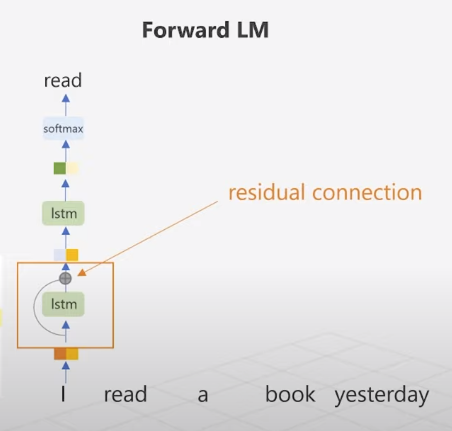 Forward LM
read
softmax
lstm
residual connection
lstm
I read a book yesterday